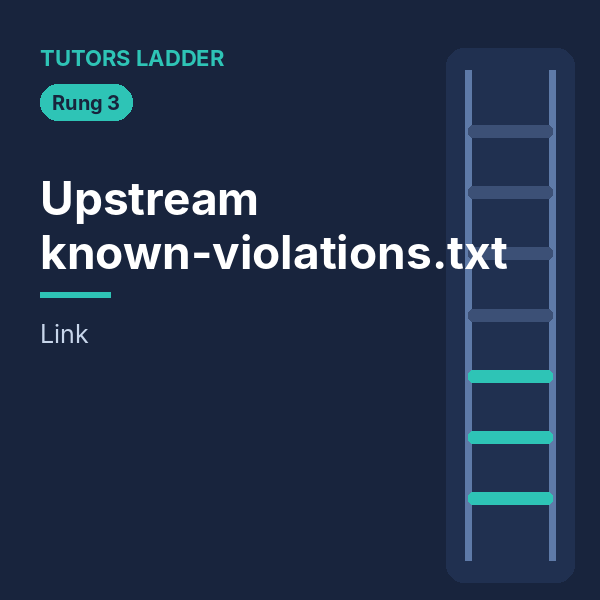 TUTORS LADDER
Rung 3
Upstream
known-violations.txt
Link